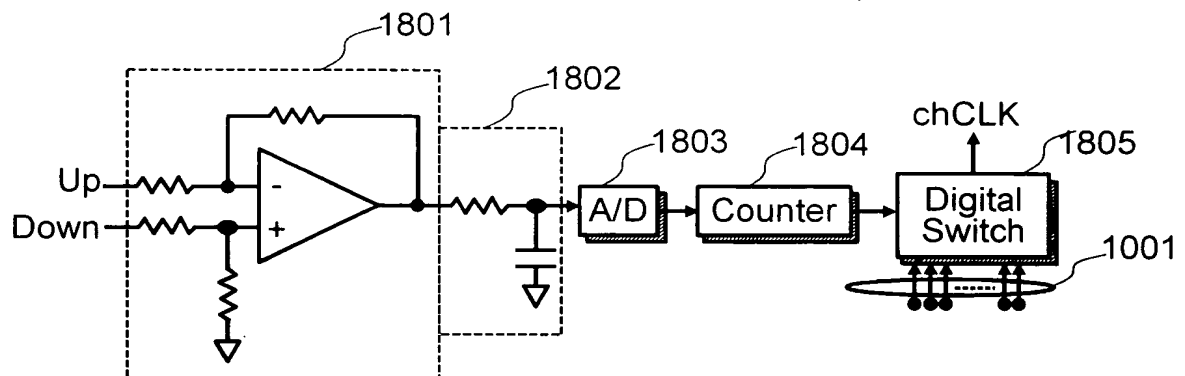 1801
1802
chCLK
1803
1804
1805
Up
-
A/D
Counter
Digital
Switch
Down
+
1001